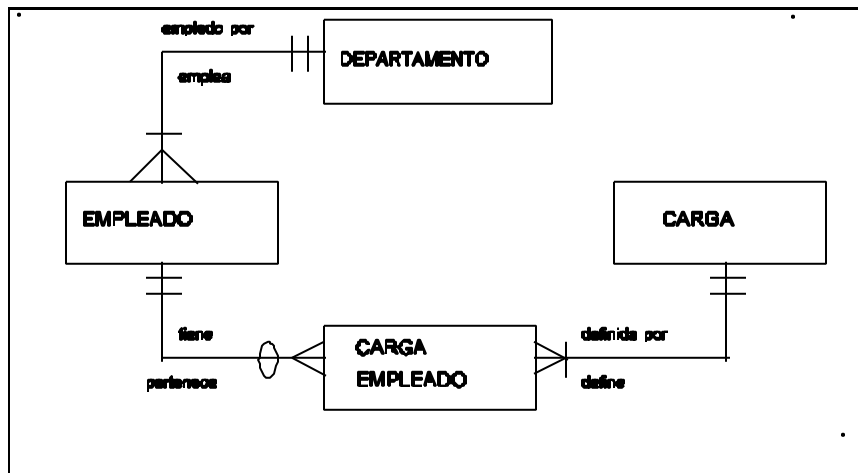 empleado por
DEPARTAMENTO
emplea
EMPLEADO
CARGA
tiene
CARGA
EMPLEADO
definida por
pertenece
define